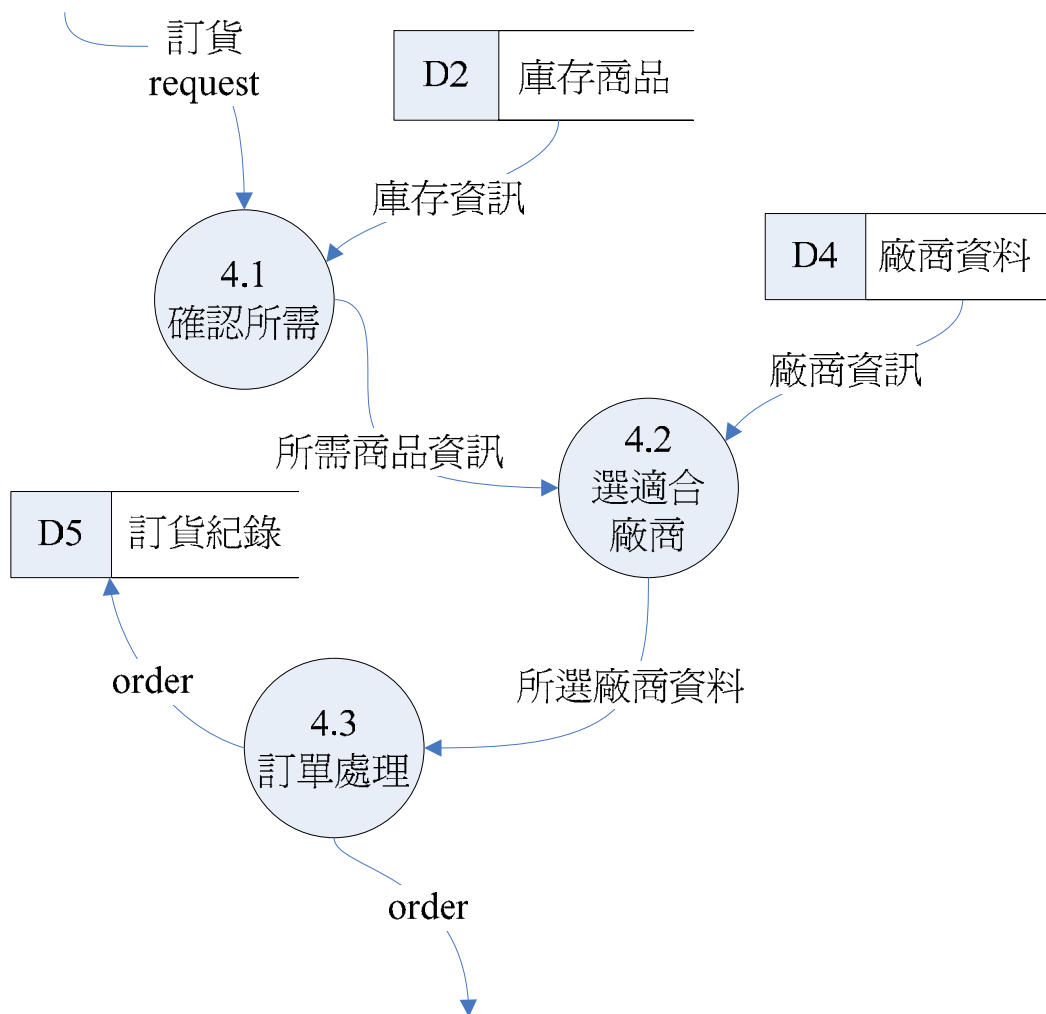 訂貨
request
D2
庫存商品
庫存資訊
4.1
確認所需
D4
廠商資料
廠商資訊
所需商品資訊
4.2
選適合
廠商
D5
訂貨紀錄
order
所選廠商資料
4.3
訂單處理
order